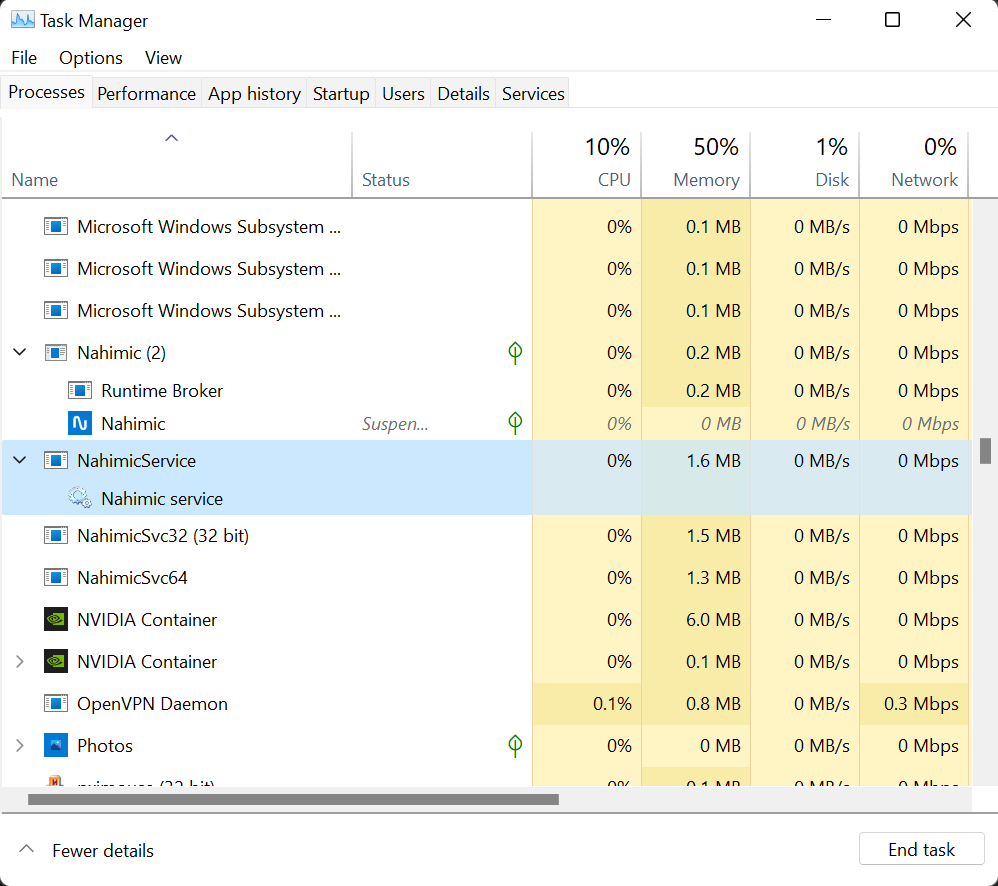 Task Manager
File Options View
Processes Performance App history Startup Users Details Services
10% 50% 1% 0%
Name Status CPU Memory Disk Network
Microsoft Windows Subsystem ... 0% 0.1 MB 0 MB/s 0 Mbps
Microsoft Windows Subsystem ... 0% 0.1 MB 0 MB/s 0 Mbps
Microsoft Windows Subsystem ... 0% 0.1 MB 0 MB/s 0 Mbps
Nahimic (2) 0% 0.2 MB 0 MB/s 0 Mbps
Runtime Broker 0% 0.2 MB 0 MB/s 0 Mbps
Nahimic Suspen... 0% 0 MB 0 MB/s 0 Mbps
NahimicService 0% 1.6 MB 0 MB/s 0 Mbps
Nahimic service
NahimicSvc32 (32 bit) 0% 1.5 MB 0 MB/s 0 Mbps
NahimicSvc64 0% 1.3 MB 0 MB/s 0 Mbps
NVIDIA Container 0% 6.0 MB 0 MB/s 0 Mbps
NVIDIA Container 0% 0.1 MB 0 MB/s 0 Mbps
OpenVPN Daemon 0.1% 0.8 MB 0 MB/s 0.3 Mbps
Photos 0% 0 MB 0 MB/s 0 Mbps
(32 bit) 0% 0.1 MB 0 MB/s 0 Mbps
Fewer details End task